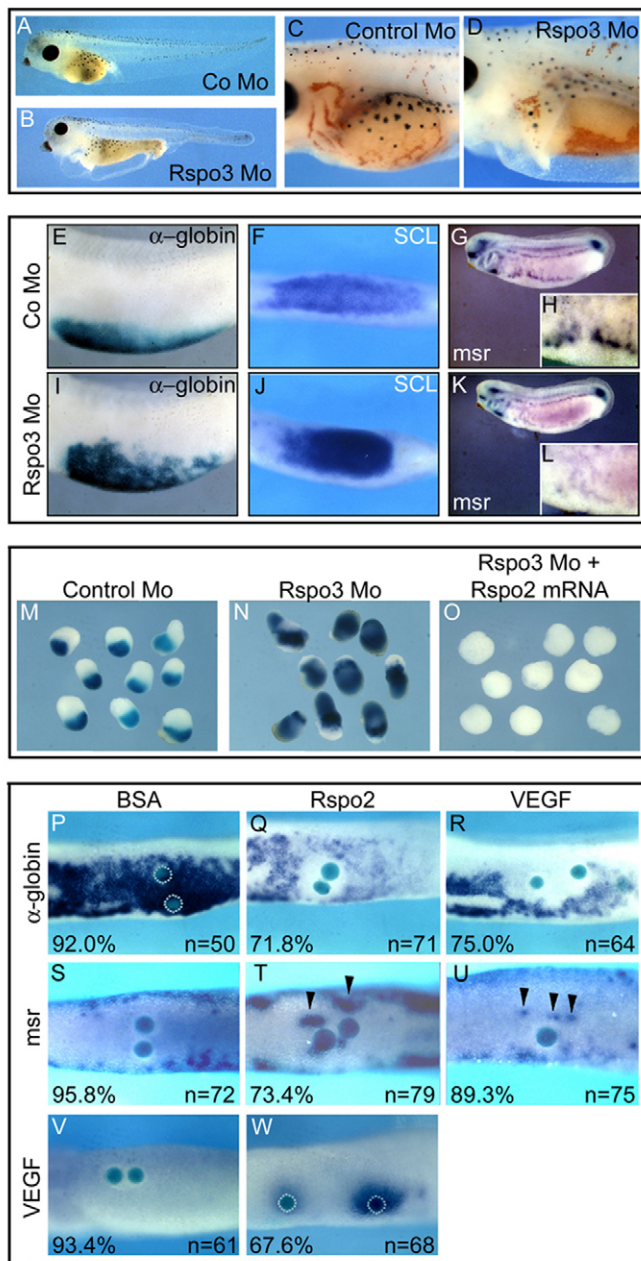 A
Co Mo
B
Rspo3 Mo
C Control Mo
D Rspo3 Mo
Co Mo
E α–globin
F SCL
G
msr
H
Rspo3 Mo
I α–globin
J SCL
K
msr
L
Control Mo
M
Rspo3 Mo
N
Rspo3 Mo +
Rspo2 mRNA
O
BSA Rspo2 VEGF
α-globin
P
92.0% n=50
Q
71.8% n=71
R
75.0% n=64
msr
S
95.8% n=72
T
73.4% n=79
U
89.3% n=75
VEGF
V
93.4% n=61
W
67.6% n=68